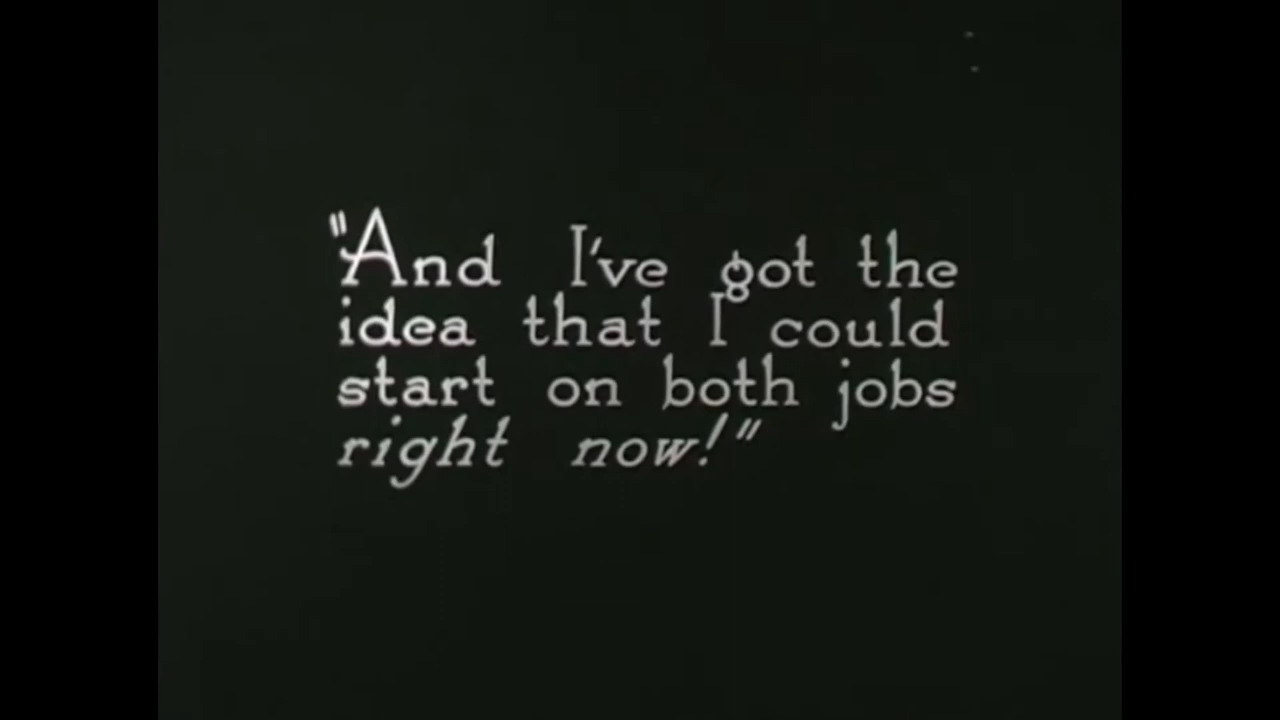 "And I've got the
idea that I could
start on both jobs
right now!"